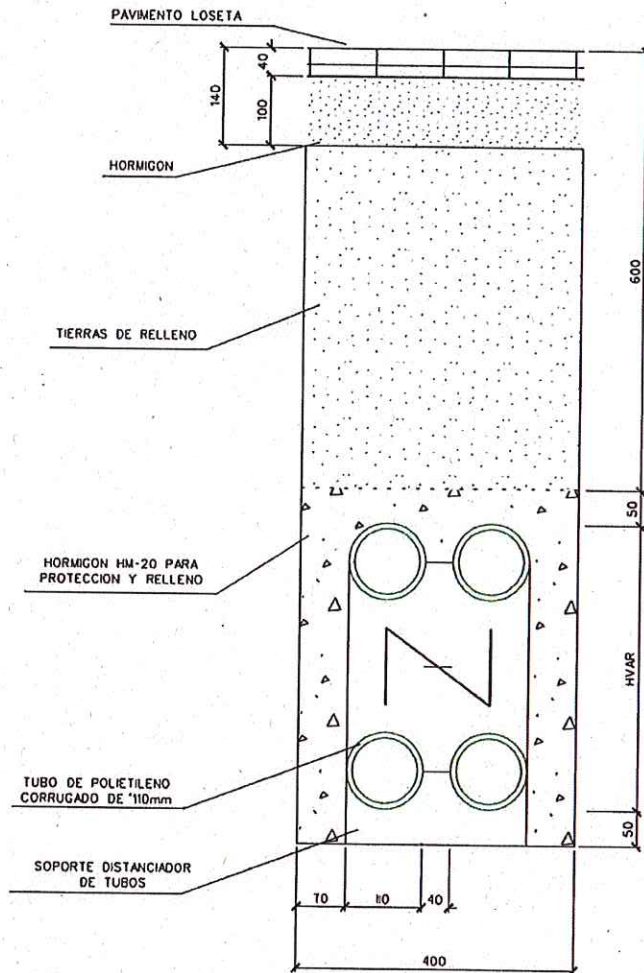 PAVIMENTO LOSETA
40
140
100
HORMIGON
600
TIERRAS DE RELLENO
50
HORMIGON HM-20 PARA
PROTECCION Y RELLENO
HVAR
N
TUBO DE POLIETILENO
CORRUGADO DE *110mm
50
SOPORTE DISTANCIADOR
DE TUBOS
70
110
40
400